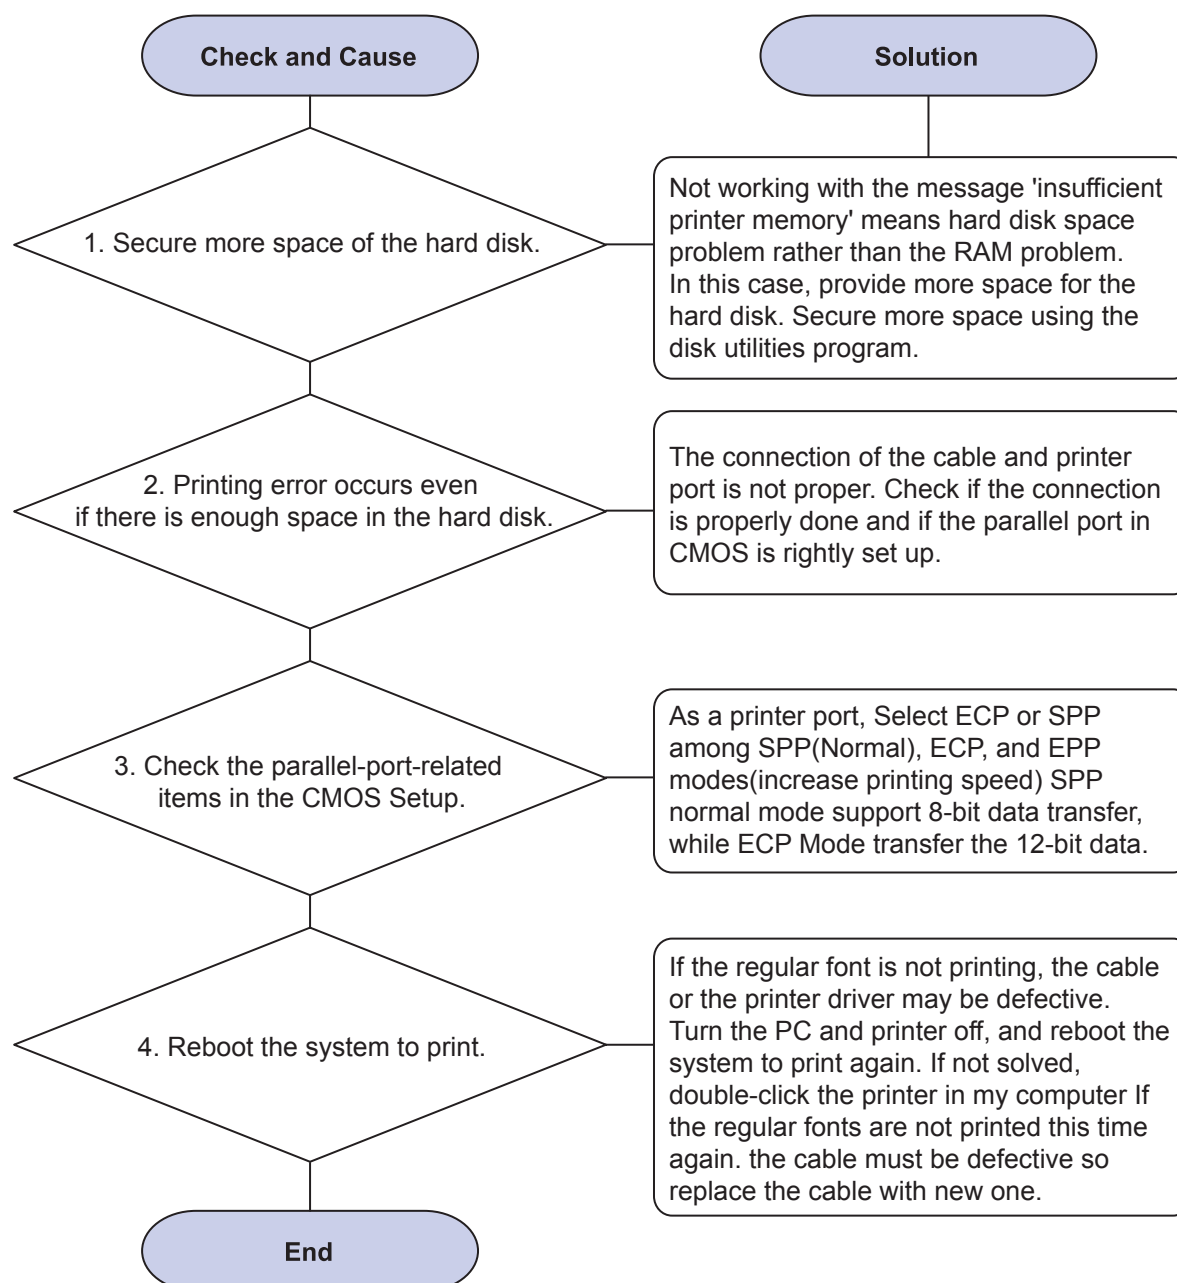 Check and Cause
Solution
1. Secure more space of the hard disk.
Not working with the message 'insufficient
printer memory' means hard disk space
problem rather than the RAM problem.
In this case, provide more space for the
hard disk. Secure more space using the
disk utilities program.
2. Printing error occurs even
if there is enough space in the hard disk.
The connection of the cable and printer
port is not proper. Check if the connection
is properly done and if the parallel port in
CMOS is rightly set up.
3. Check the parallel-port-related
items in the CMOS Setup.
As a printer port, Select ECP or SPP
among SPP(Normal), ECP, and EPP
modes(increase printing speed) SPP
normal mode support 8-bit data transfer,
while ECP Mode transfer the 12-bit data.
4. Reboot the system to print.
If the regular font is not printing, the cable
or the printer driver may be defective.
Turn the PC and printer off, and reboot the
system to print again. If not solved,
double-click the printer in my computer If
the regular fonts are not printed this time
again. the cable must be defective so
replace the cable with new one.
End